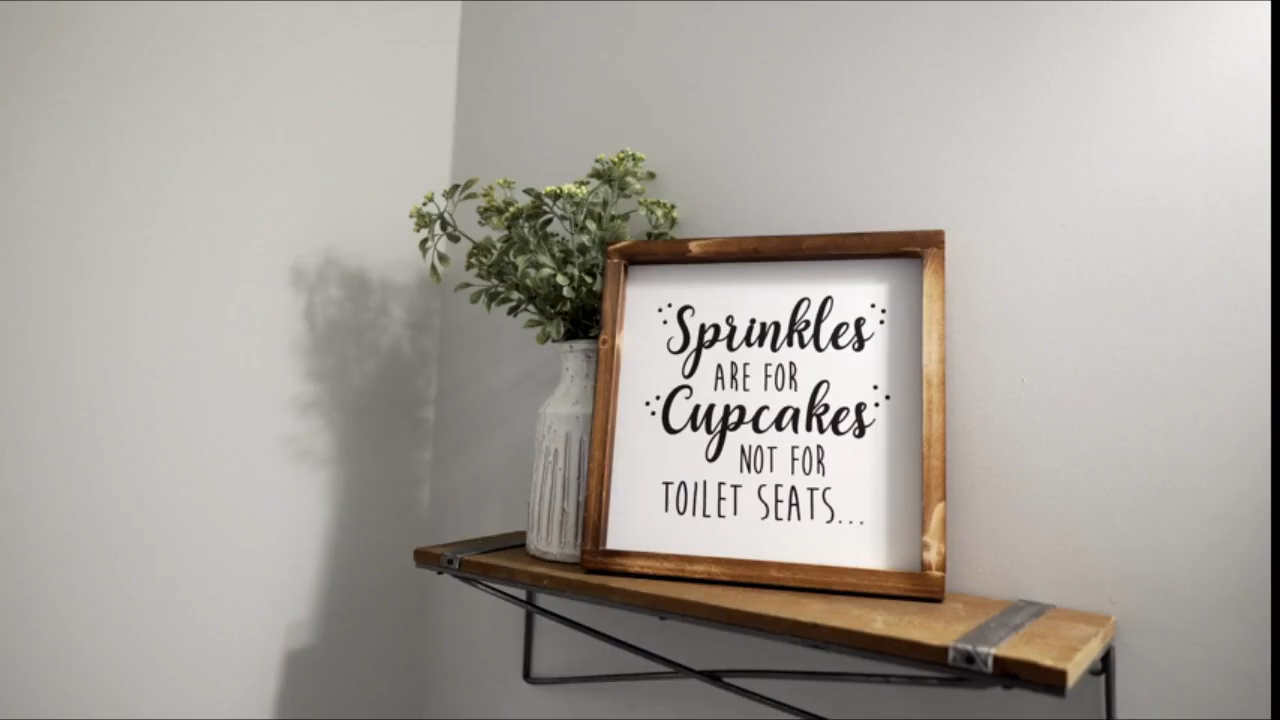 Sprinkles
ARE FOR
Cupcakes
NOT FOR
TOILET SEATS...